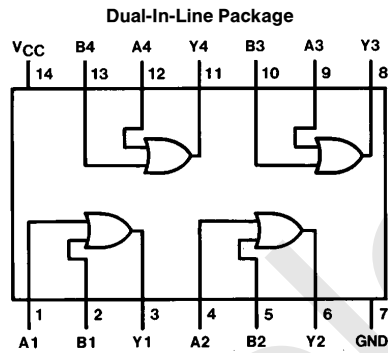 Dual-In-Line Package
VCC B4 A4 Y4 B3 A3 Y3
14 13 12 11 10 9 8
1 2 3 4 5 6 7
A1 B1 Y1 A2 B2 Y2 GND